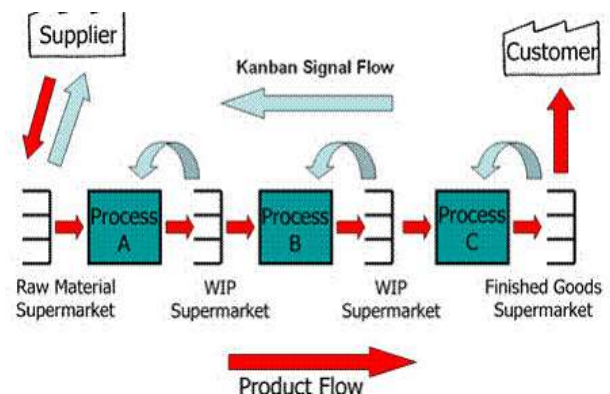 Supplier
Customer
Kanban Signal Flow
Process
A
Process
B
Process
C
Raw Material
Supermarket
WIP
Supermarket
WIP
Supermarket
Finished Goods
Supermarket
Product Flow